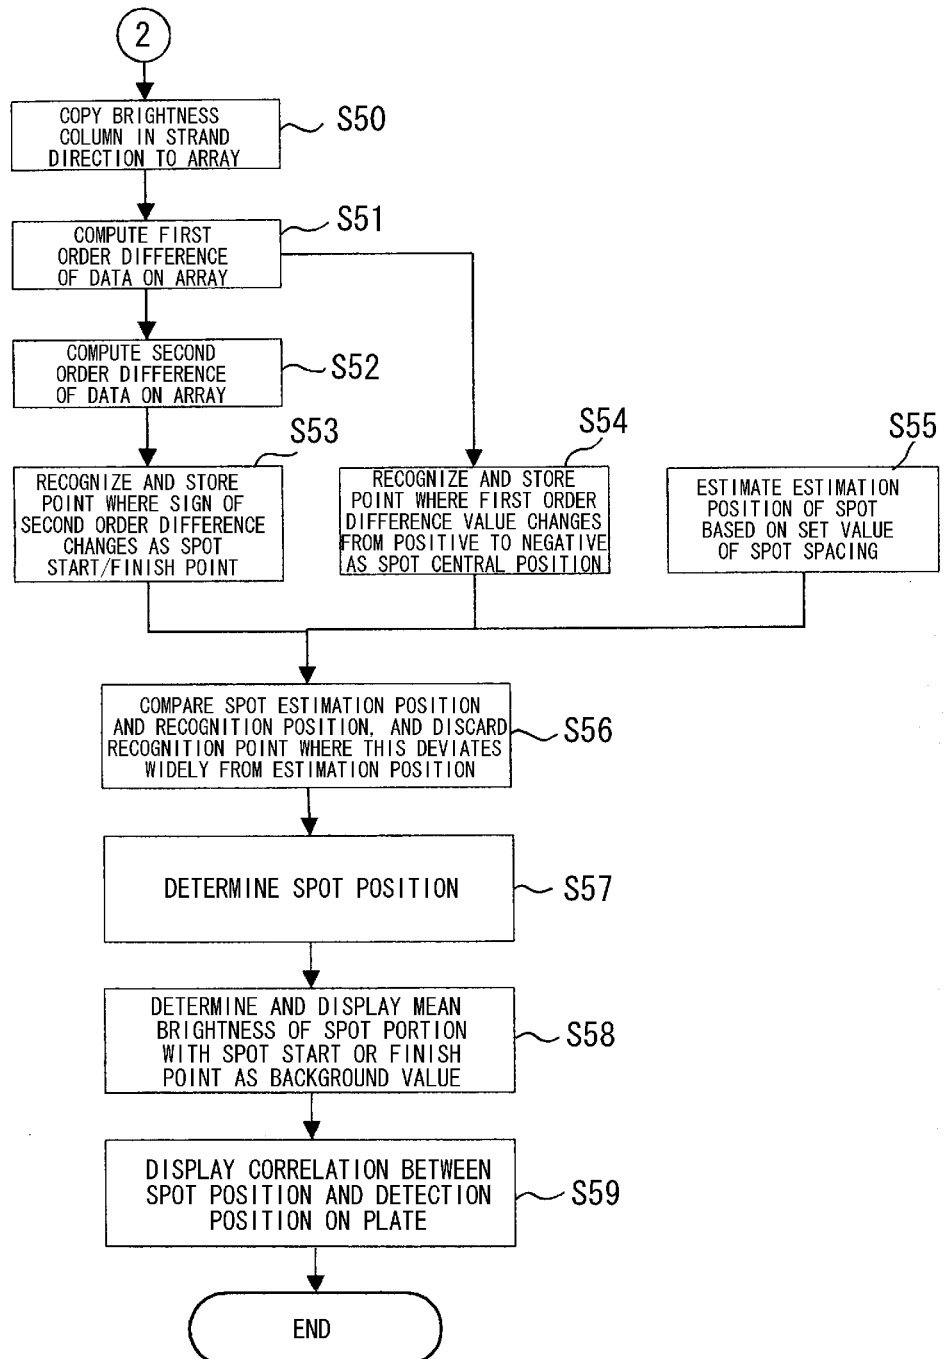 2
COPY BRIGHTNESS
COLUMN IN STRAND
DIRECTION TO ARRAY
S50
COMPUTE FIRST
ORDER DIFFERENCE
OF DATA ON ARRAY
S51
COMPUTE SECOND
ORDER DIFFERENCE
OF DATA ON ARRAY
S52
RECOGNIZE AND STORE
POINT WHERE SIGN OF
SECOND ORDER DIFFERENCE
CHANGES AS SPOT
START/FINISH POINT
S53
RECOGNIZE AND STORE
POINT WHERE FIRST ORDER
DIFFERENCE VALUE CHANGES
FROM POSITIVE TO NEGATIVE
AS SPOT CENTRAL POSITION
S54
ESTIMATE ESTIMATION
POSITION OF SPOT
BASED ON SET VALUE
OF SPOT SPACING
S55
COMPARE SPOT ESTIMATION POSITION
AND RECOGNITION POSITION, AND DISCARD
RECOGNITION POINT WHERE THIS DEVIATES
WIDELY FROM ESTIMATION POSITION
S56
DETERMINE SPOT POSITION
S57
DETERMINE AND DISPLAY MEAN
BRIGHTNESS OF SPOT PORTION
WITH SPOT START OR FINISH
POINT AS BACKGROUND VALUE
S58
DISPLAY CORRELATION BETWEEN
SPOT POSITION AND DETECTION
POSITION ON PLATE
S59
END